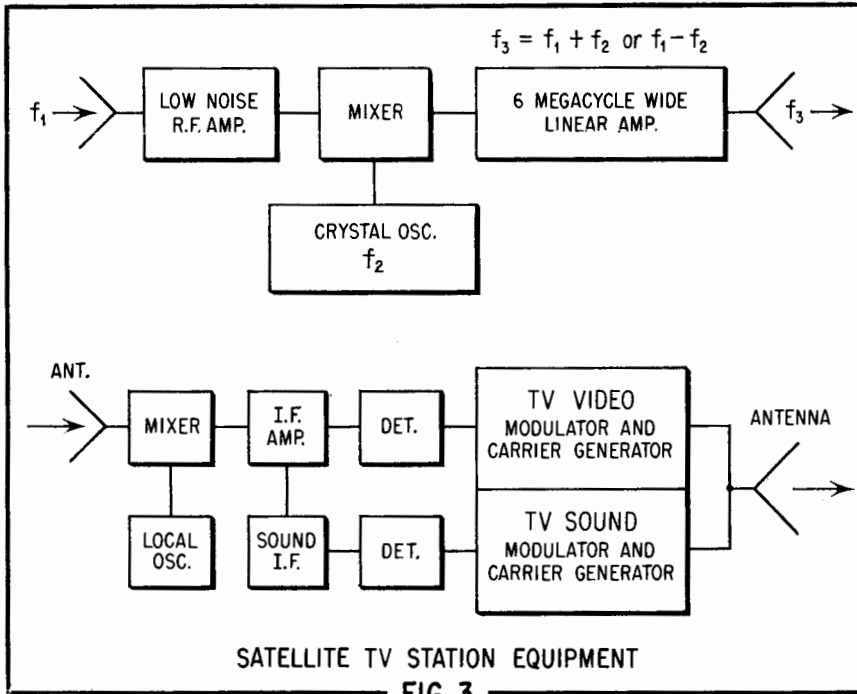 f₃ = f₁ + f₂ or f₁ – f₂
f₁
LOW NOISE
R.F. AMP.
MIXER
6 MEGACYCLE WIDE
LINEAR AMP.
f₃
CRYSTAL OSC.
f₂
ANT.
MIXER
I.F.
AMP.
DET.
TV VIDEO
MODULATOR AND
CARRIER GENERATOR
ANTENNA
LOCAL
OSC.
SOUND
I.F.
DET.
TV SOUND
MODULATOR AND
CARRIER GENERATOR
SATELLITE TV STATION EQUIPMENT
FIG. 3